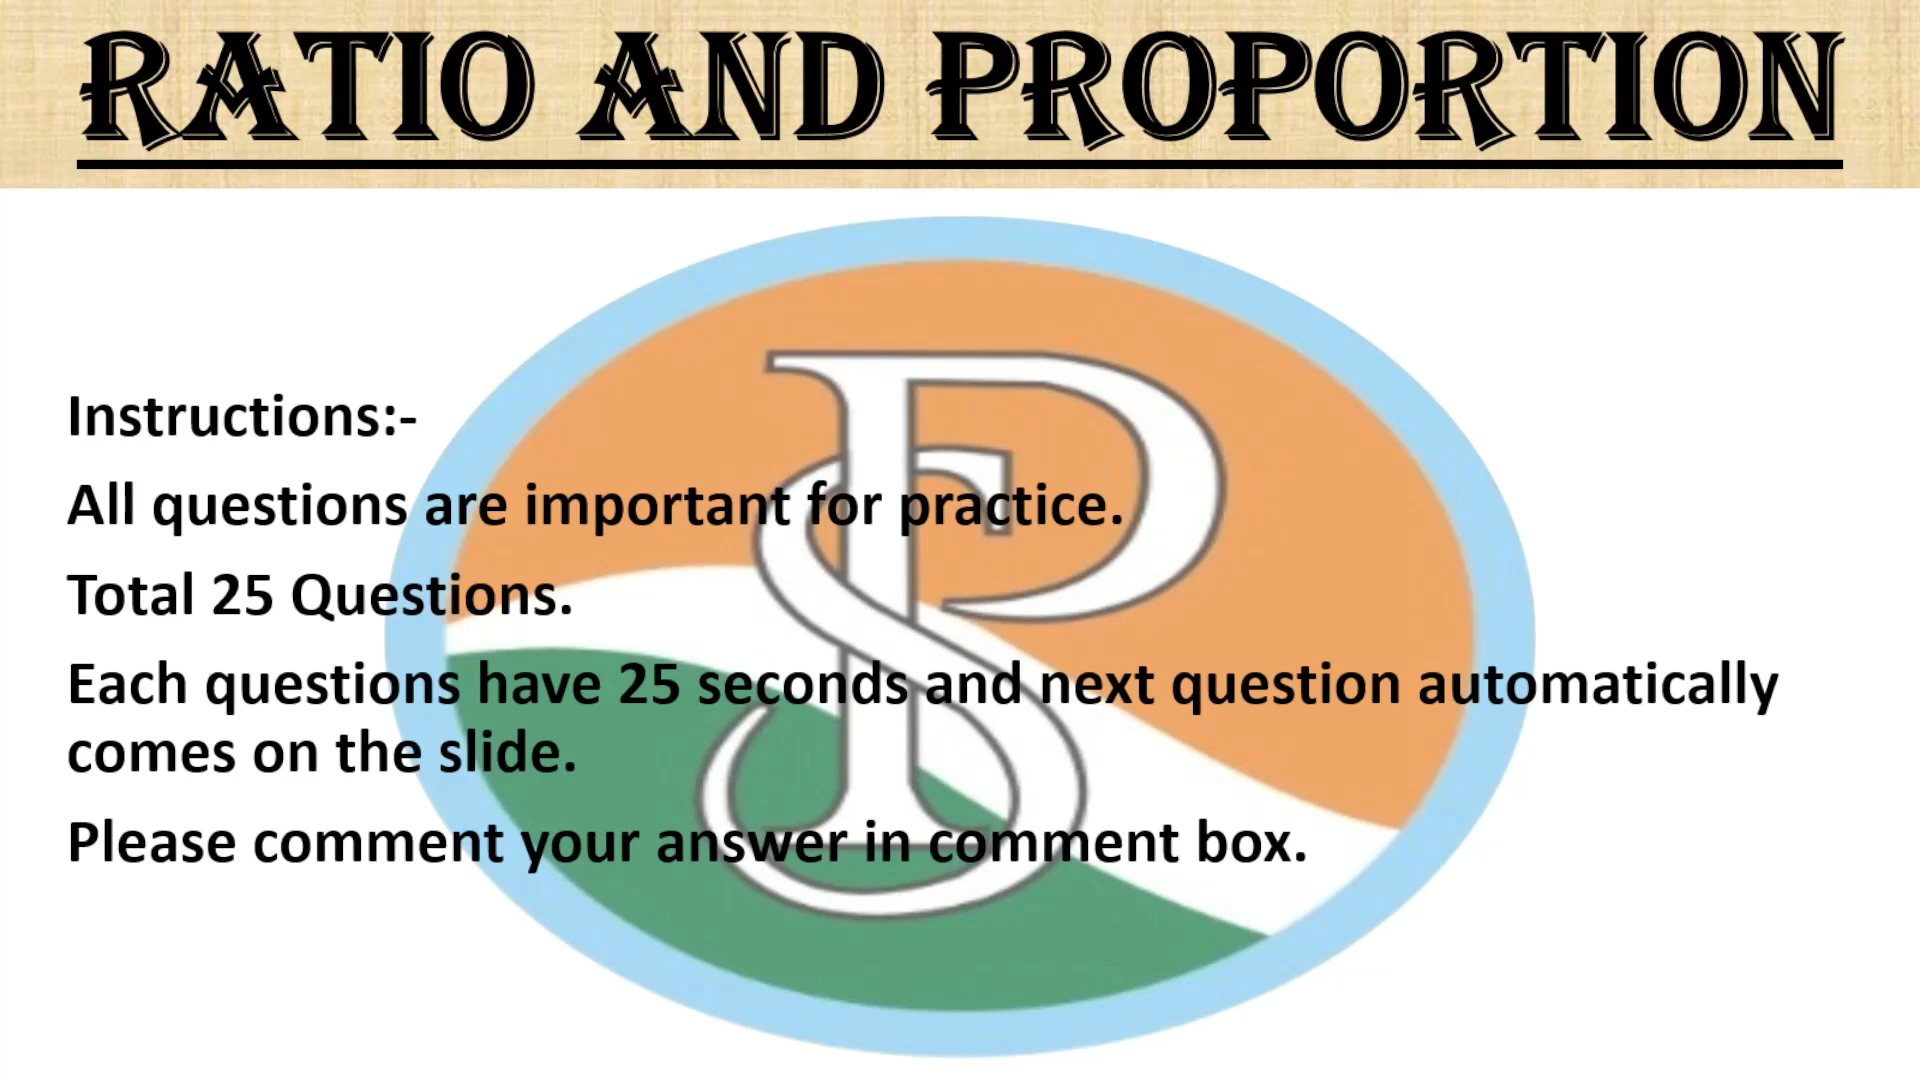 RATIO AND PROPORTION
Instructions:-
All questions are important for practice.
Total 25 Questions.
Each questions have 25 seconds and next question automatically
comes on the slide.
Please comment your answer in comment box.